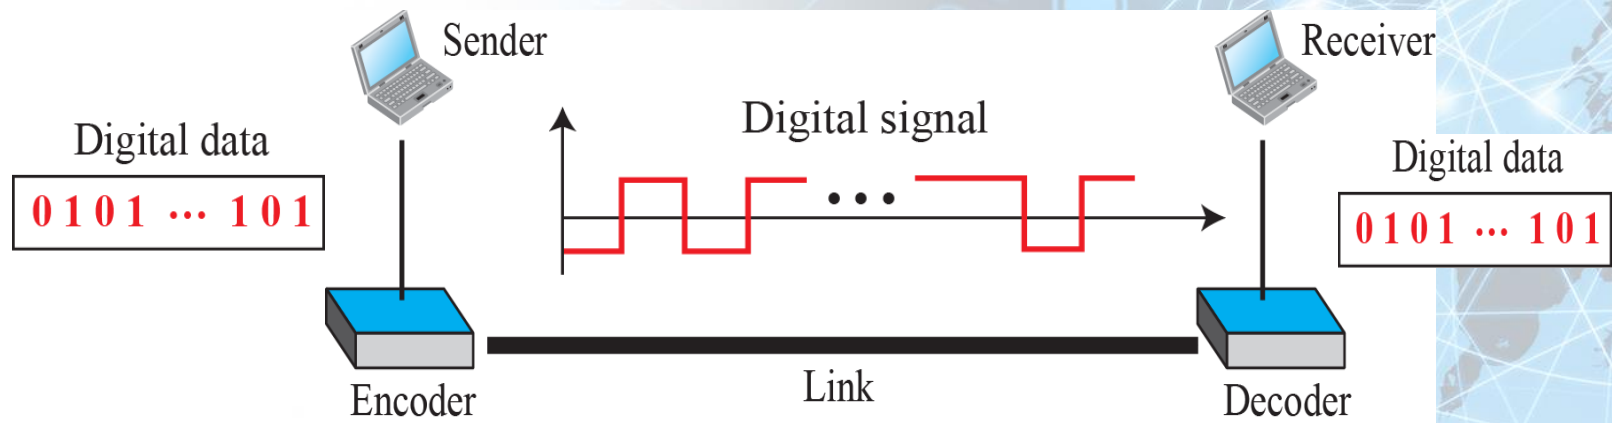 Sender
Receiver
Digital signal
Digital data
Digital data
0 1 0 1 ··· 1 0 1
0 1 0 1 ··· 1 0 1
Link
Encoder
Decoder